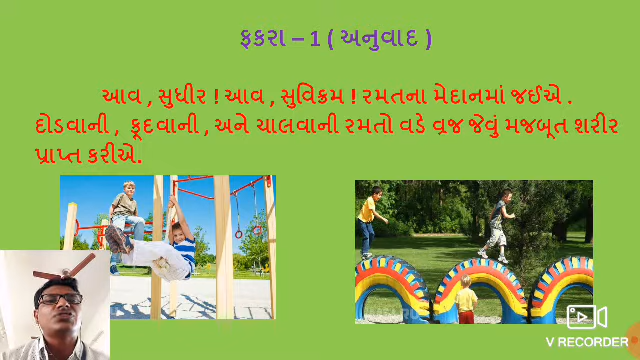 ફકરા – 1 ( અનુવાદ )
આવ , સુધીર ! આવ , સુવિક્રમ ! રમતના મેદાનમાં જઈએ .
દોડવાની , કૂદવાની , અને ચાલવાની રમતો વડે વ્રજ જેવું મજબૂત શરીર
પ્રાપ્ત કરીએ.
V RECORDER